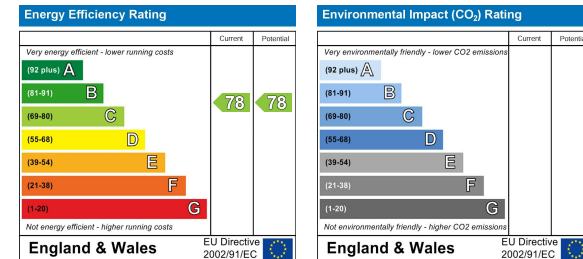 Energy Efficiency Rating
Current Potential
Very energy efficient - lower running costs
(92 plus) A
(81-91) B
(69-80) C
(55-68) D
(39-54) E
(21-38) F
(1-20) G
78 78
Not energy efficient - higher running costs
England & Wales
EU Directive
2002/91/EC
Environmental Impact (CO₂) Rating
Current Potential
Very environmentally friendly - lower CO2 emissions
(92 plus) A
(81-91) B
(69-80) C
(55-68) D
(39-54) E
(21-38) F
(1-20) G
Not environmentally friendly - higher CO2 emissions
England & Wales
EU Directive
2002/91/EC